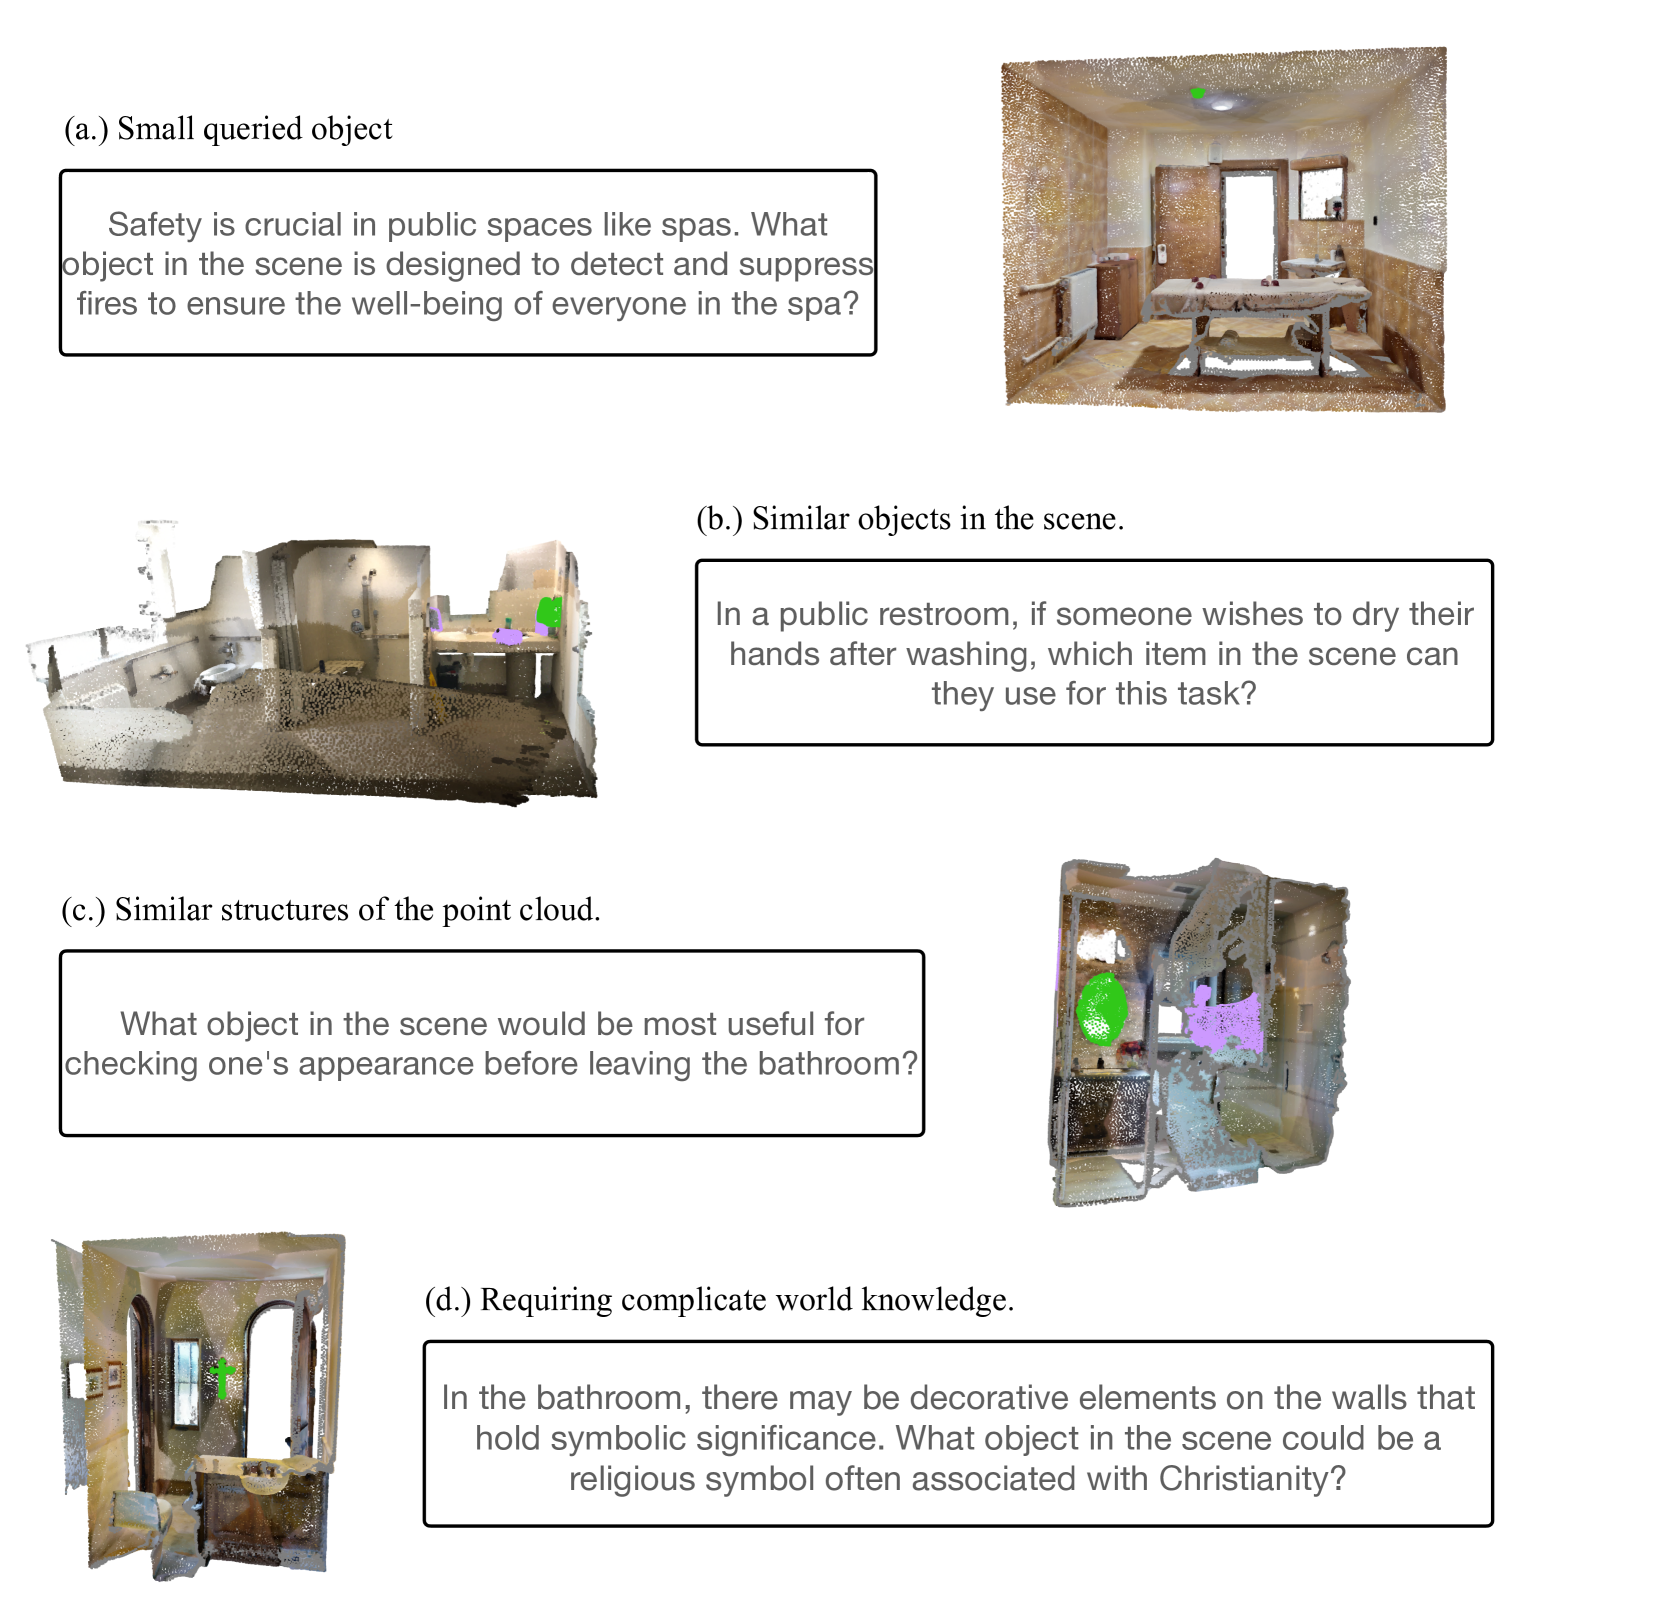 (a.) Small queried object
Safety is crucial in public spaces like spas. What
object in the scene is designed to detect and suppress
fires to ensure the well-being of everyone in the spa?
(b.) Similar objects in the scene.
In a public restroom, if someone wishes to dry their
hands after washing, which item in the scene can
they use for this task?
(c.) Similar structures of the point cloud.
What object in the scene would be most useful for
checking one's appearance before leaving the bathroom?
(d.) Requiring complicate world knowledge.
In the bathroom, there may be decorative elements on the walls that
hold symbolic significance. What object in the scene could be a
religious symbol often associated with Christianity?